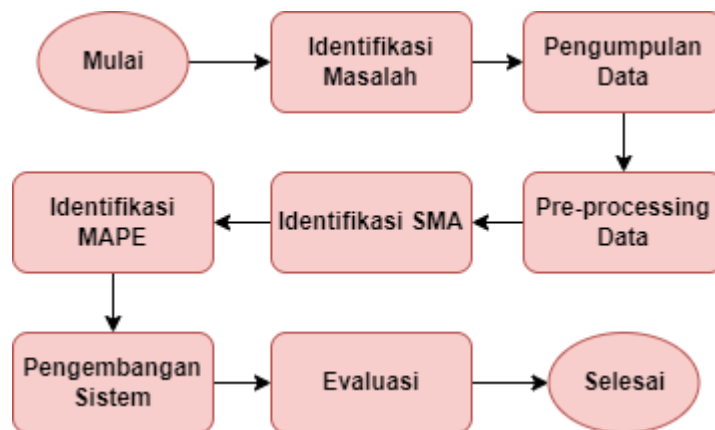 Mulai
Identifikasi
Masalah
Pengumpulan
Data
Pre-processing
Data
Identifikasi SMA
Identifikasi
MAPE
Pengembangan
Sistem
Evaluasi
Selesai